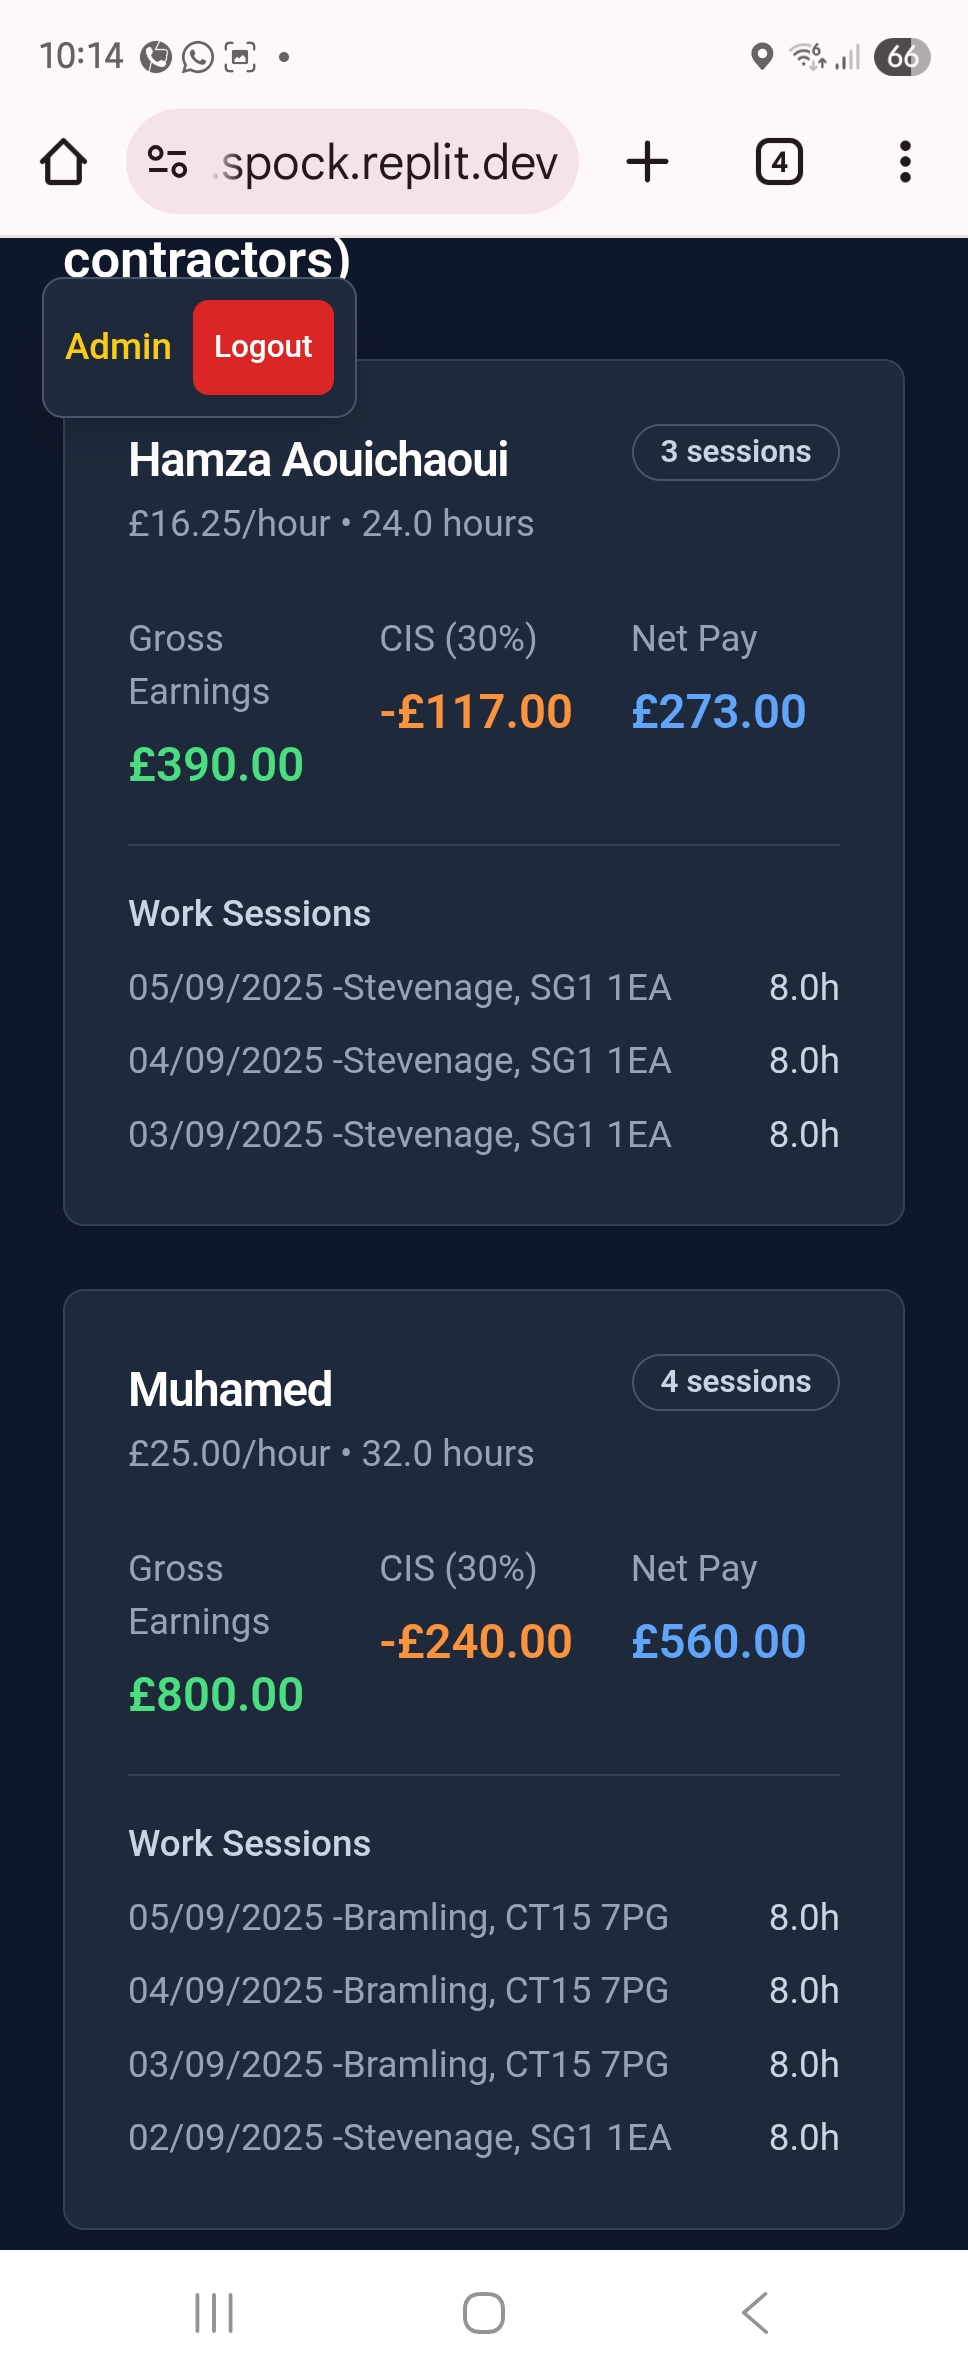 10:14
66
.spock.replit.dev
4
contractors)
Admin Logout
Hamza Aouichaoui 3 sessions
£16.25/hour • 24.0 hours
Gross Earnings CIS (30%) Net Pay
£390.00 -£117.00 £273.00
Work Sessions
05/09/2025 -Stevenage, SG1 1EA 8.0h
04/09/2025 -Stevenage, SG1 1EA 8.0h
03/09/2025 -Stevenage, SG1 1EA 8.0h
Muhamed 4 sessions
£25.00/hour • 32.0 hours
Gross Earnings CIS (30%) Net Pay
£800.00 -£240.00 £560.00
Work Sessions
05/09/2025 -Bramling, CT15 7PG 8.0h
04/09/2025 -Bramling, CT15 7PG 8.0h
03/09/2025 -Bramling, CT15 7PG 8.0h
02/09/2025 -Stevenage, SG1 1EA 8.0h